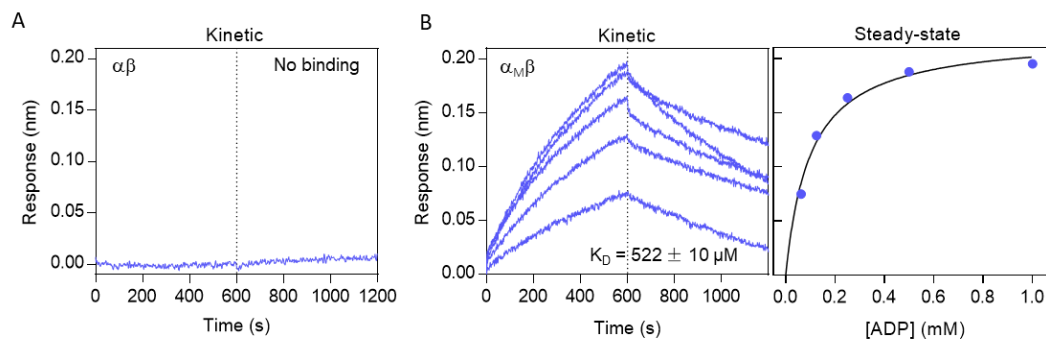 A
Kinetic
αβ
No binding
Response (nm)
0.20
0.15
0.10
0.05
0.00
0 200 400 600 800 1000 1200
Time (s)
B
Kinetic
αMβ
Response (nm)
0.20
0.15
0.10
0.05
0.00
KD = 522 ± 10 µM
0 200 400 600 800 1000
Time (s)
Steady-state
0.0 0.2 0.4 0.6 0.8 1.0
[ADP] (mM)